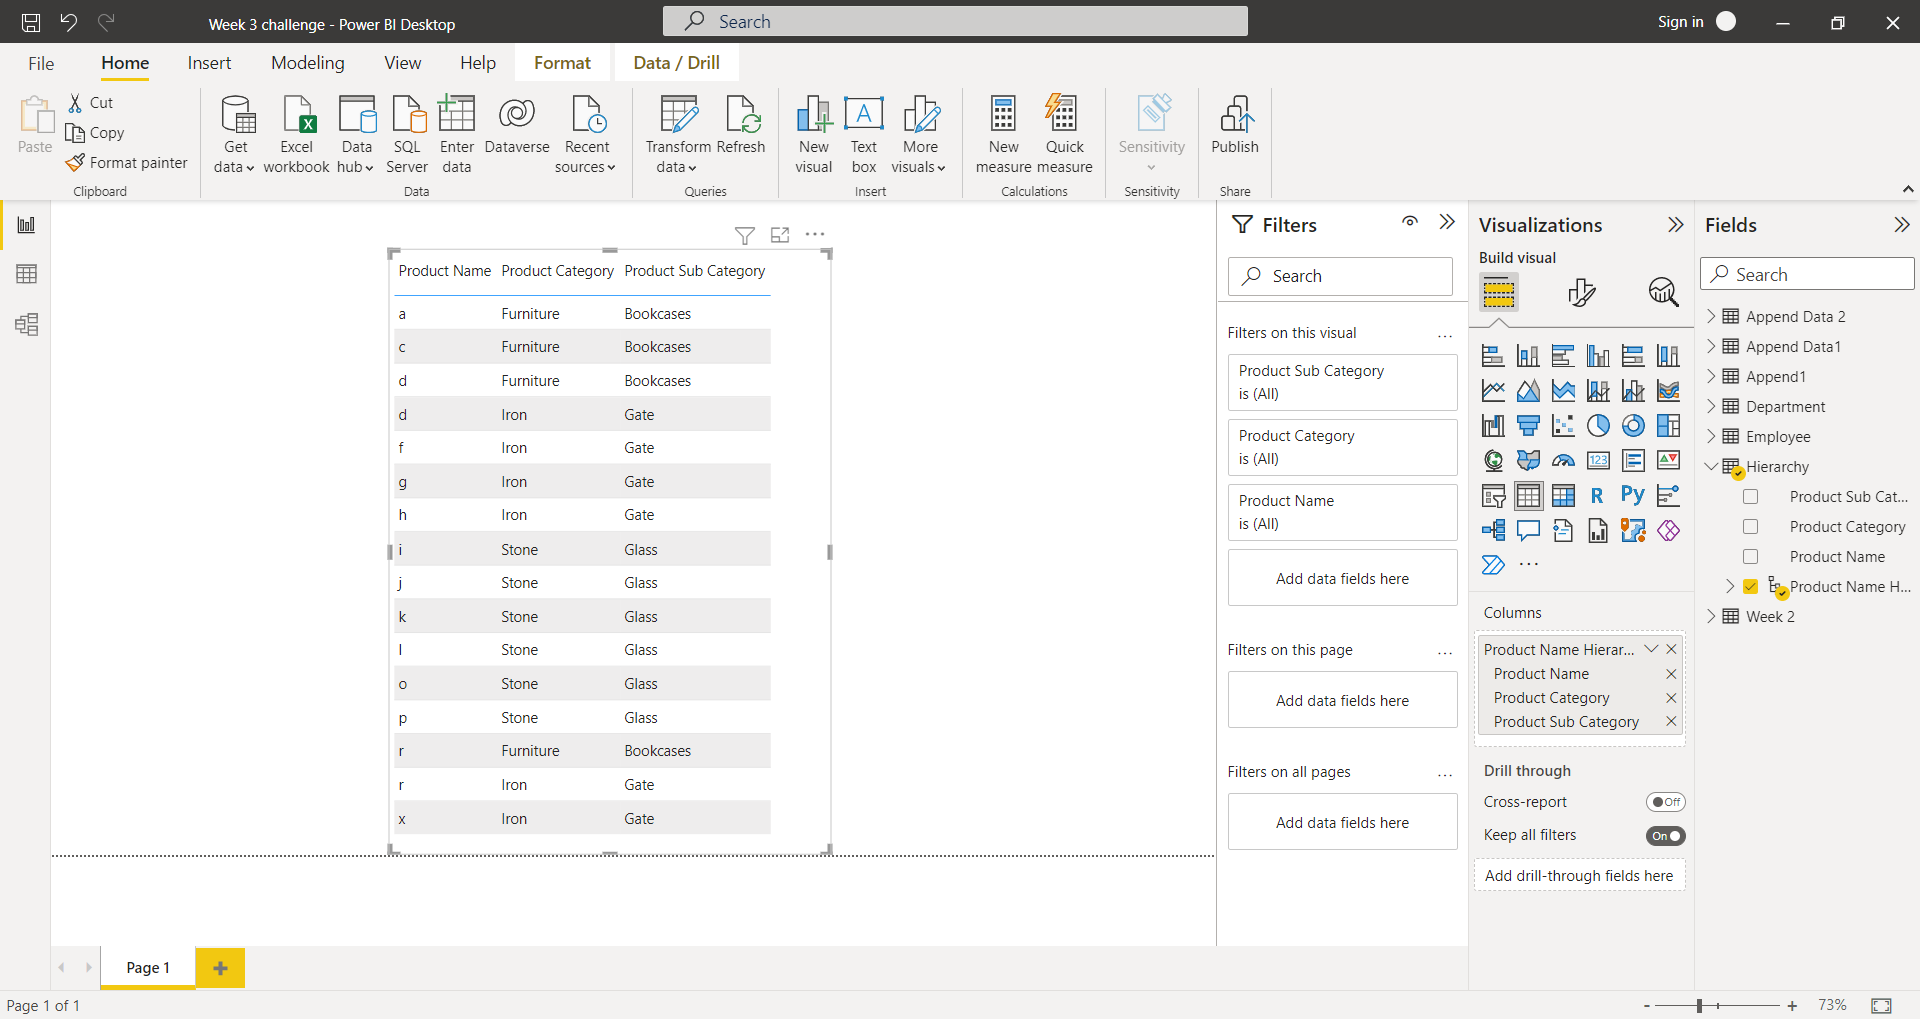 Week 3 challenge - Power BI Desktop
Search
Sign in
File
Home
Insert
Modeling
View
Help
Format
Data / Drill
Paste
Cut
Copy
Format painter
Clipboard
Get data
Excel workbook
Data hub
SQL Server
Enter data
Dataverse
Recent sources
Data
Transform data
Refresh
Queries
New visual
Text box
More visuals
Insert
New measure
Quick measure
Calculations
Sensitivity
Sensitivity
Publish
Share
Product Name Product Category Product Sub Category
a Furniture Bookcases
c Furniture Bookcases
d Furniture Bookcases
d Iron Gate
f Iron Gate
g Iron Gate
h Iron Gate
i Stone Glass
j Stone Glass
k Stone Glass
l Stone Glass
o Stone Glass
p Stone Glass
r Furniture Bookcases
r Iron Gate
x Iron Gate
Filters
Search
Filters on this visual
Product Sub Category
is (All)
Product Category
is (All)
Product Name
is (All)
Add data fields here
Filters on this page
Add data fields here
Filters on all pages
Add data fields here
Visualizations
Build visual
123
R
Py
Columns
Product Name Hierar...
Product Name
Product Category
Product Sub Category
Drill through
Cross-report
Off
Keep all filters
On
Add drill-through fields here
Fields
Search
Append Data 2
Append Data1
Append1
Department
Employee
Hierarchy
Product Sub Cat...
Product Category
Product Name
Product Name H...
Week 2
Page 1
Page 1 of 1
- + 73%